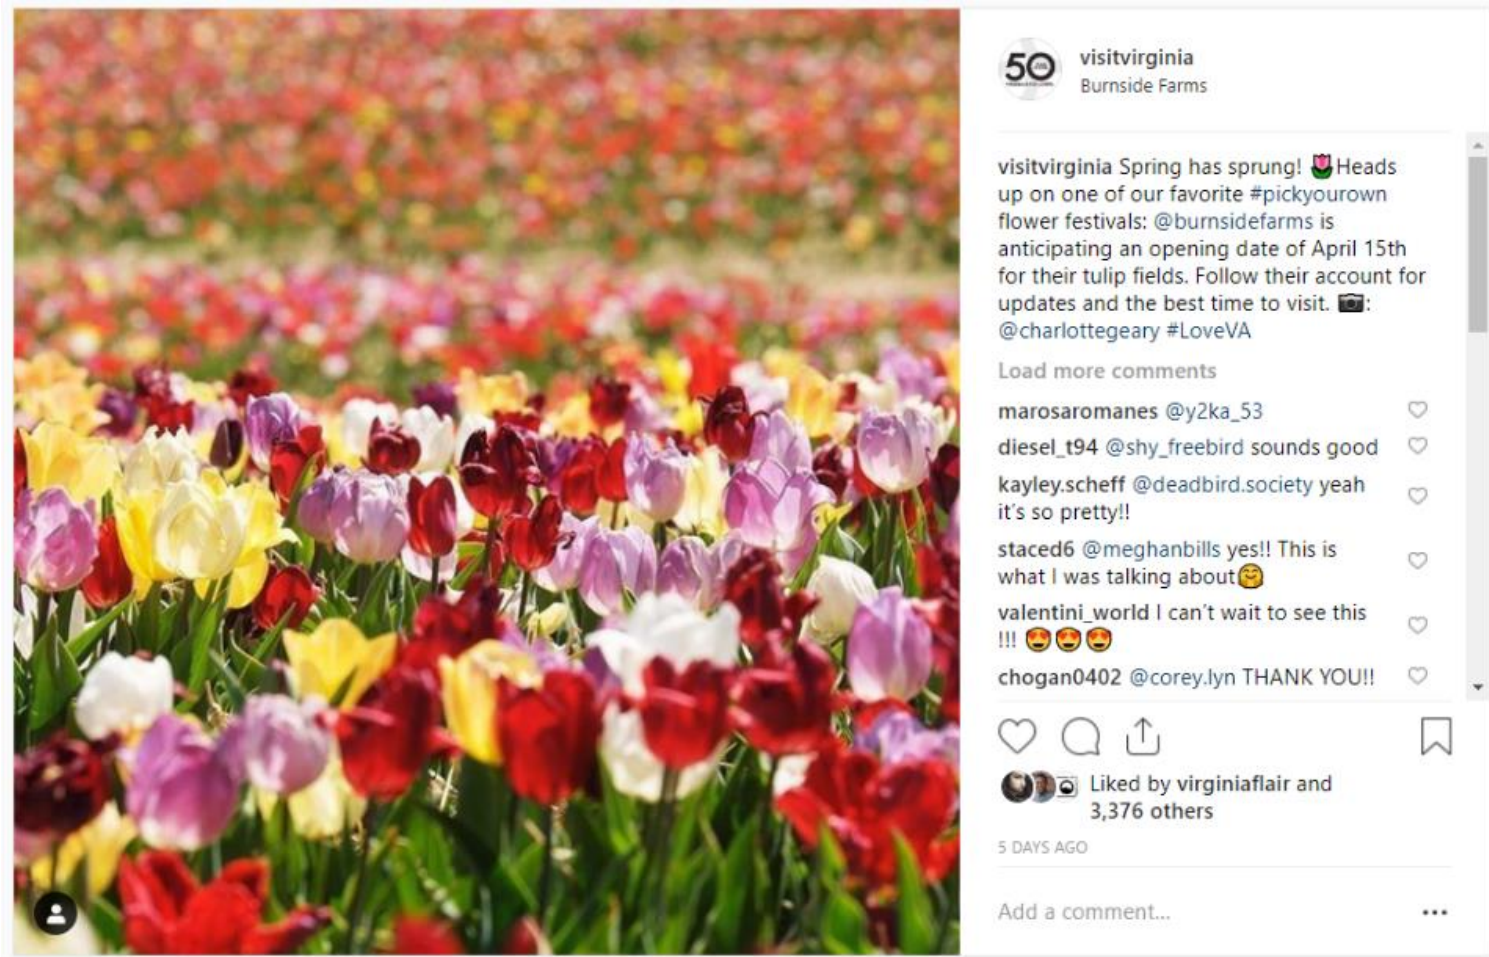 50
visitvirginia
Burnside Farms
visitvirginia Spring has sprung! 🌷Heads
up on one of our favorite #pickyourown
flower festivals: @burnsidefarms is
anticipating an opening date of April 15th
for their tulip fields. Follow their account for
updates and the best time to visit. 📷:
@charlottegeary #LoveVA
Load more comments
marosaromanes @y2ka_53
diesel_t94 @shy_freebird sounds good
kayley.scheff @deadbird.society yeah
it's so pretty!!
staced6 @meghanbills yes!! This is
what I was talking about🤗
valentini_world I can't wait to see this
!!! 😍😍😍
chogan0402 @corey.lyn THANK YOU!!
Liked by virginiaflair and
3,376 others
5 DAYS AGO
Add a comment...